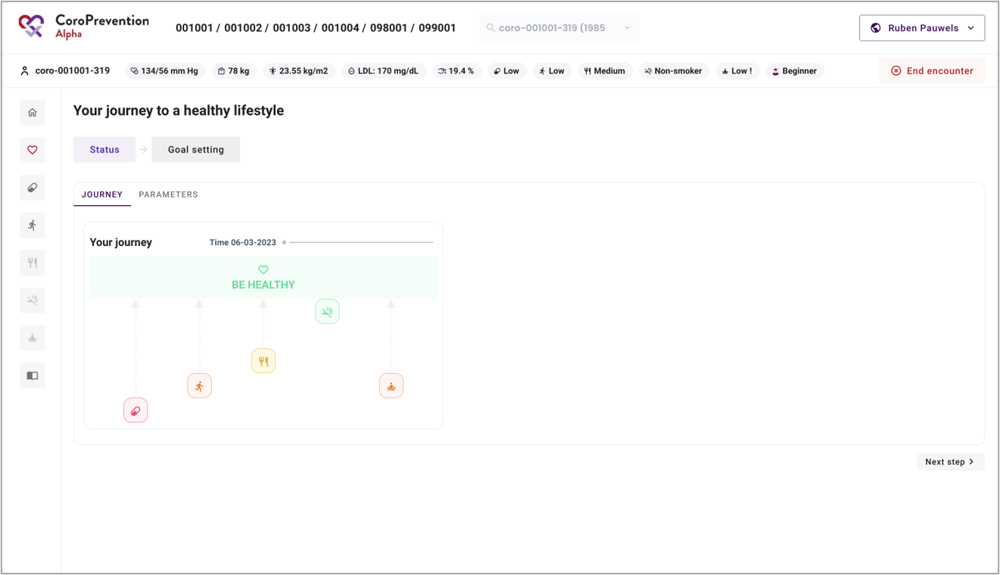 CoroPrevention
Alpha
001001 / 001002 / 001003 / 001004 / 098001 / 099001
coro-001001-319 (1985
Ruben Pauwels
coro-001001-319
134/56 mm Hg
78 kg
23.55 kg/m2
LDL: 170 mg/dL
19.4 %
Low
Low
Medium
Non-smoker
Low !
Beginner
End encounter
Your journey to a healthy lifestyle
Status
Goal setting
JOURNEY
PARAMETERS
Your journey
Time 06-03-2023
BE HEALTHY
Next step